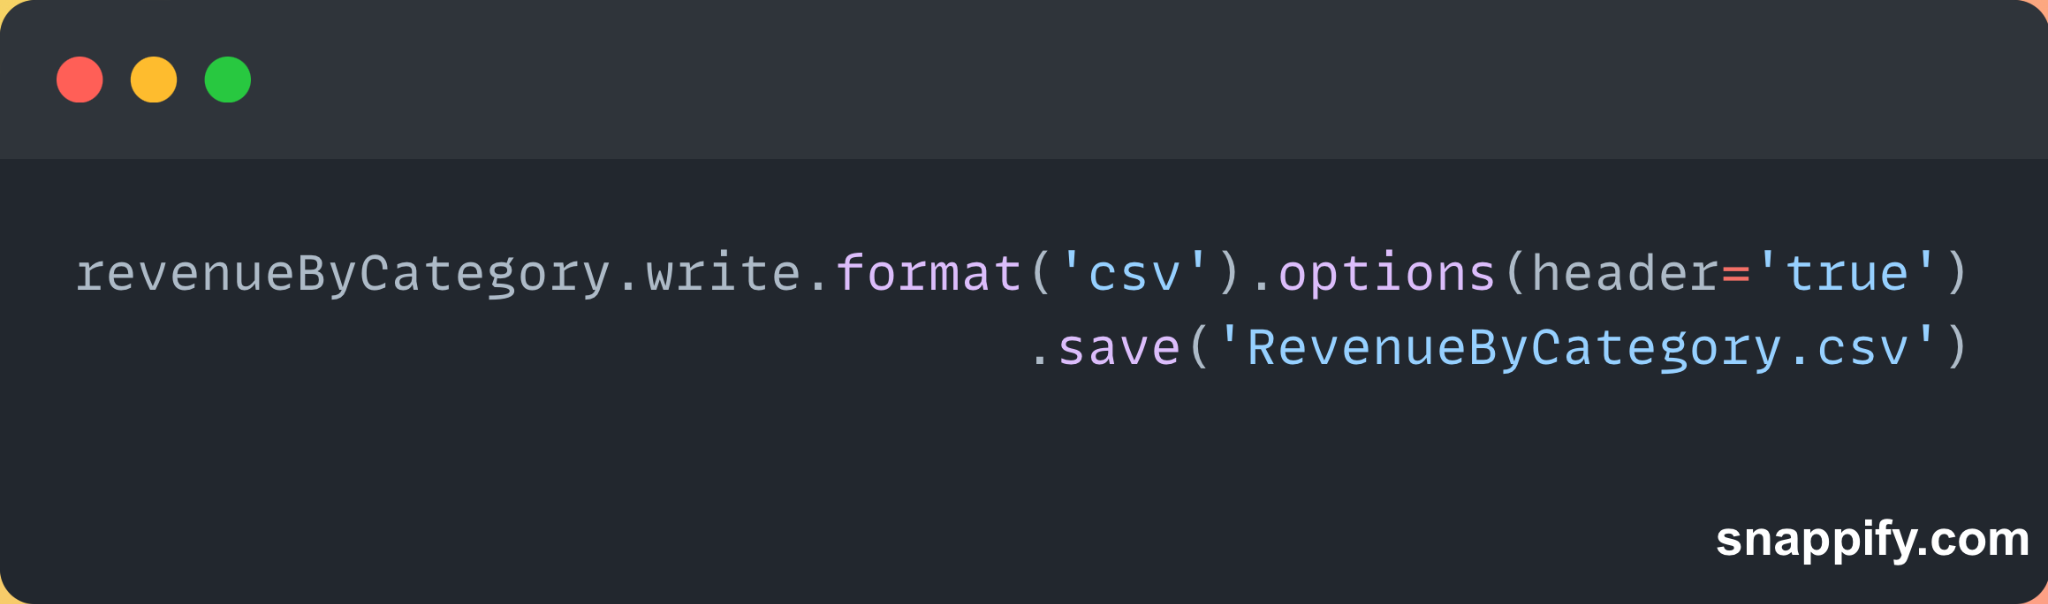 revenueByCategory.write.format('csv').options(header='true')
.save('RevenueByCategory.csv')
snappify.com